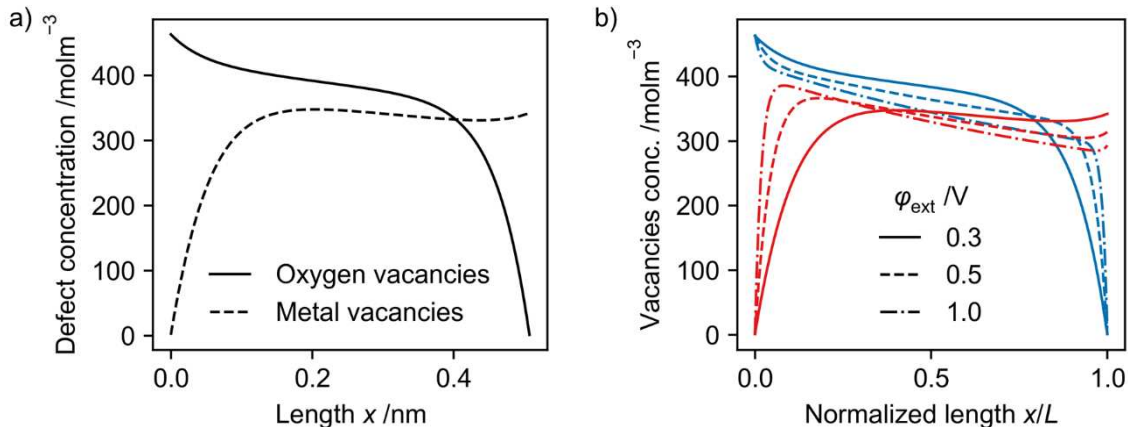 a)
Defect concentration /molm⁻³
400
300
200
100
0
Oxygen vacancies
Metal vacancies
0.0 0.2 0.4
Length x /nm
b)
Vacancies conc. /molm⁻³
400
300
200
100
0
φext /V
0.3
0.5
1.0
0.0 0.5 1.0
Normalized length x/L